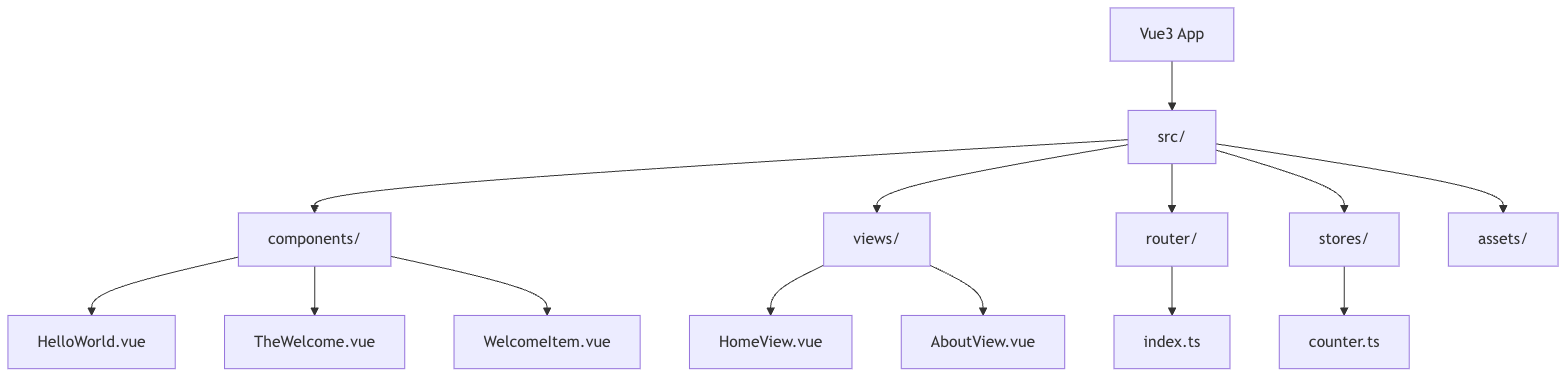 Vue3 App
src/
components/
views/
router/
stores/
assets/
HelloWorld.vue
TheWelcome.vue
WelcomeItem.vue
HomeView.vue
AboutView.vue
index.ts
counter.ts